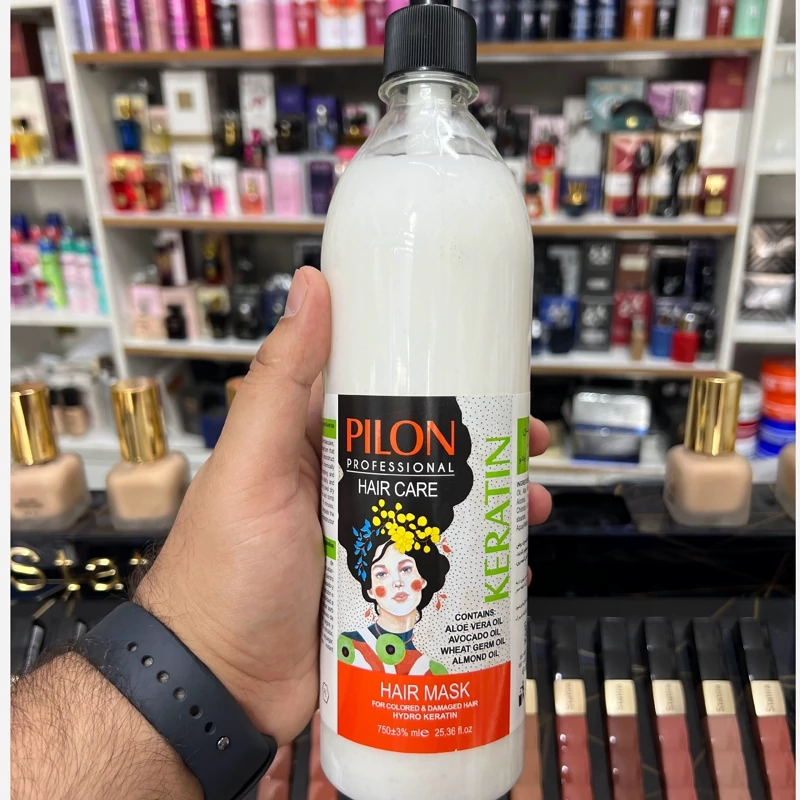 PILON
PROFESSIONAL
HAIR CARE
KERATIN
CONTAINS:
ALOE VERA OIL
AVOCADO OIL
WHEAT GERM OIL
ALMOND OIL
HAIR MASK
FOR COLORED & DAMAGED HAIR
HYDRO KERATIN
750±3% ml℮ 25.36 fl.oz
Star